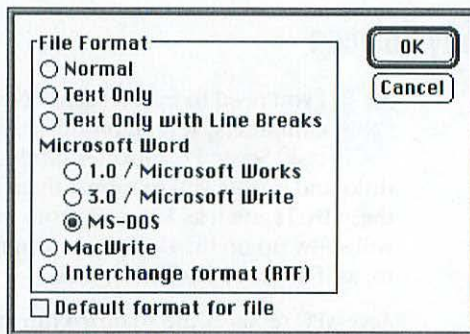 File Format
Normal
Text Only
Text Only with Line Breaks
Microsoft Word
1.0 / Microsoft Works
3.0 / Microsoft Write
MS-DOS
MacWrite
Interchange format (RTF)
Default format for file
OK
Cancel